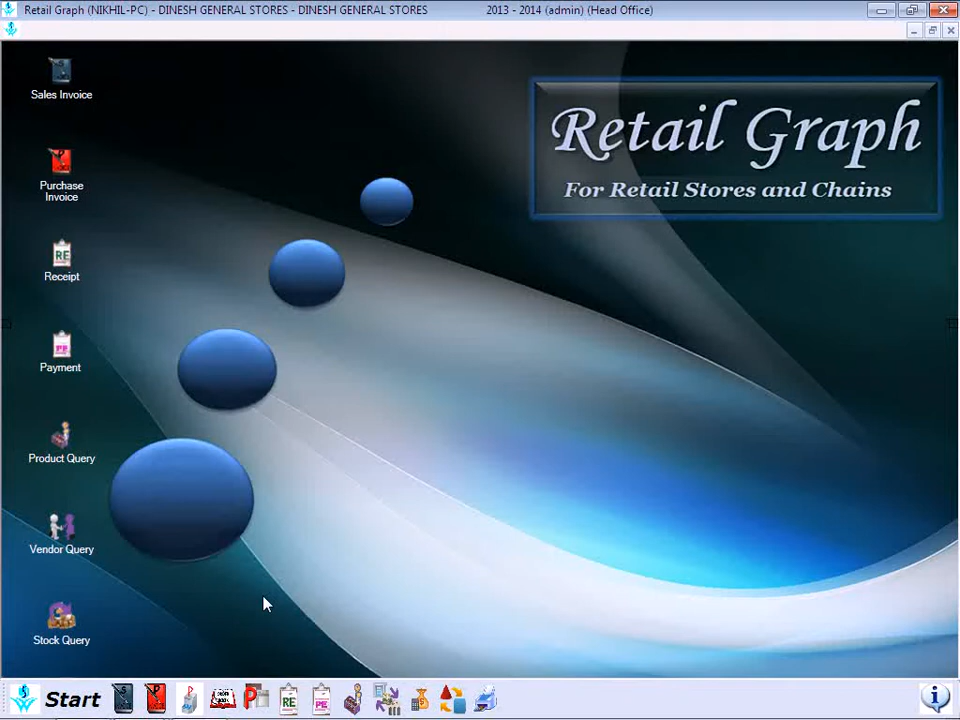 Retail Graph (NIKHIL-PC) - DINESH GENERAL STORES - DINESH GENERAL STORES 2013 - 2014 (admin) (Head Office)
Retail Graph
For Retail Stores and Chains
Sales Invoice
Purchase
Invoice
Receipt
Payment
Product Query
Vendor Query
Stock Query
Start